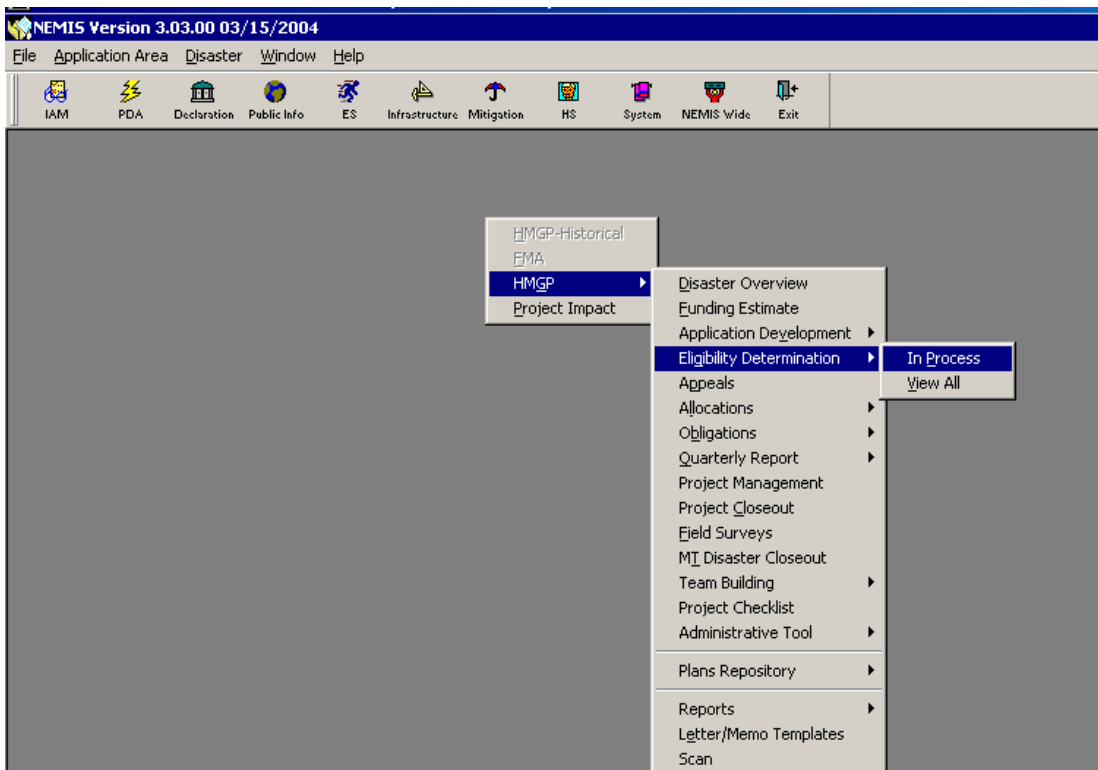 NEMIS Version 3.03.00 03/15/2004
File Application Area Disaster Window Help
IAM PDA Declaration Public Info ES Infrastructure Mitigation HS System NEMIS Wide Exit
HMGP-Historical
FMA
HMGP
Project Impact
Disaster Overview
Funding Estimate
Application Development
Eligibility Determination
In Process
View All
Appeals
Allocations
Obligations
Quarterly Report
Project Management
Project Closeout
Field Surveys
MT Disaster Closeout
Team Building
Project Checklist
Administrative Tool
Plans Repository
Reports
Letter/Memo Templates
Scan